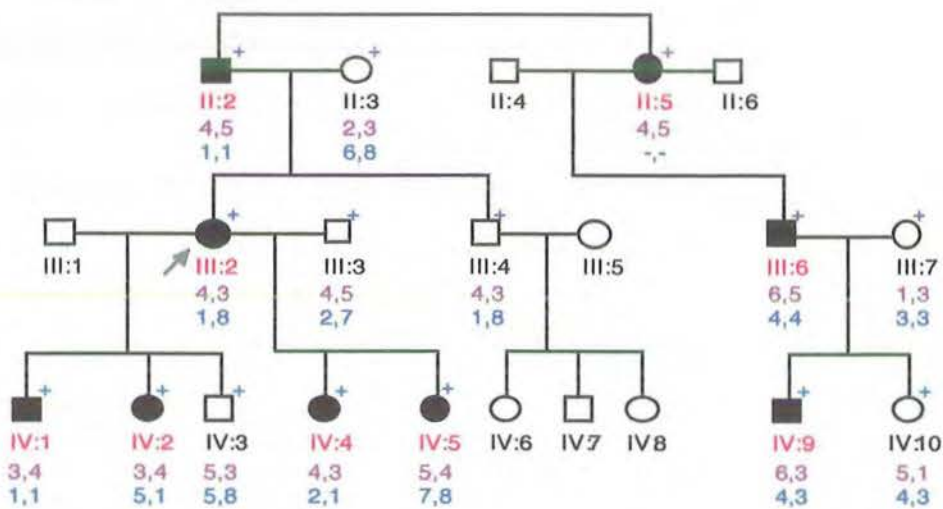 + +
+
II:2 II:3 II:4 II:5 II:6
4,5 2,3 4,5
1,1 6,8 -,-
+ + + + +
III:1 III:2 III:3 III:4 III:5 III:6 III:7
4,3 4,5 4,3 6,5 1,3
1,8 2,7 1,8 4,4 3,3
+ + + + + + +
IV:1 IV:2 IV:3 IV:4 IV:5 IV:6 IV:7 IV8 IV:9 IV:10
3,4 3,4 5,3 4,3 5,4 6,3 5,1
1,1 5,1 5,8 2,1 7,8 4,3 4,3